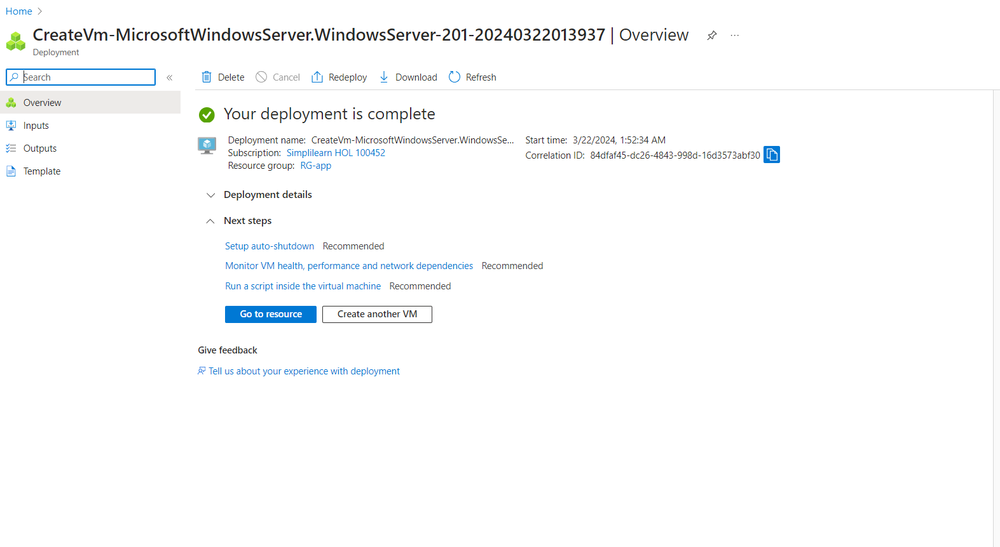 Home
CreateVm-MicrosoftWindowsServer.WindowsServer-201-20240322013937 | Overview
Deployment
Search
Delete Cancel Redeploy Download Refresh
Overview
Inputs
Outputs
Template
Your deployment is complete
Deployment name: CreateVm-MicrosoftWindowsServer.WindowsSe...
Subscription: Simplilearn HOL 100452
Resource group: RG-app
Start time: 3/22/2024, 1:52:34 AM
Correlation ID: 84dfaf45-dc26-4843-998d-16d3573abf30
Deployment details
Next steps
Setup auto-shutdown Recommended
Monitor VM health, performance and network dependencies Recommended
Run a script inside the virtual machine Recommended
Go to resource Create another VM
Give feedback
Tell us about your experience with deployment